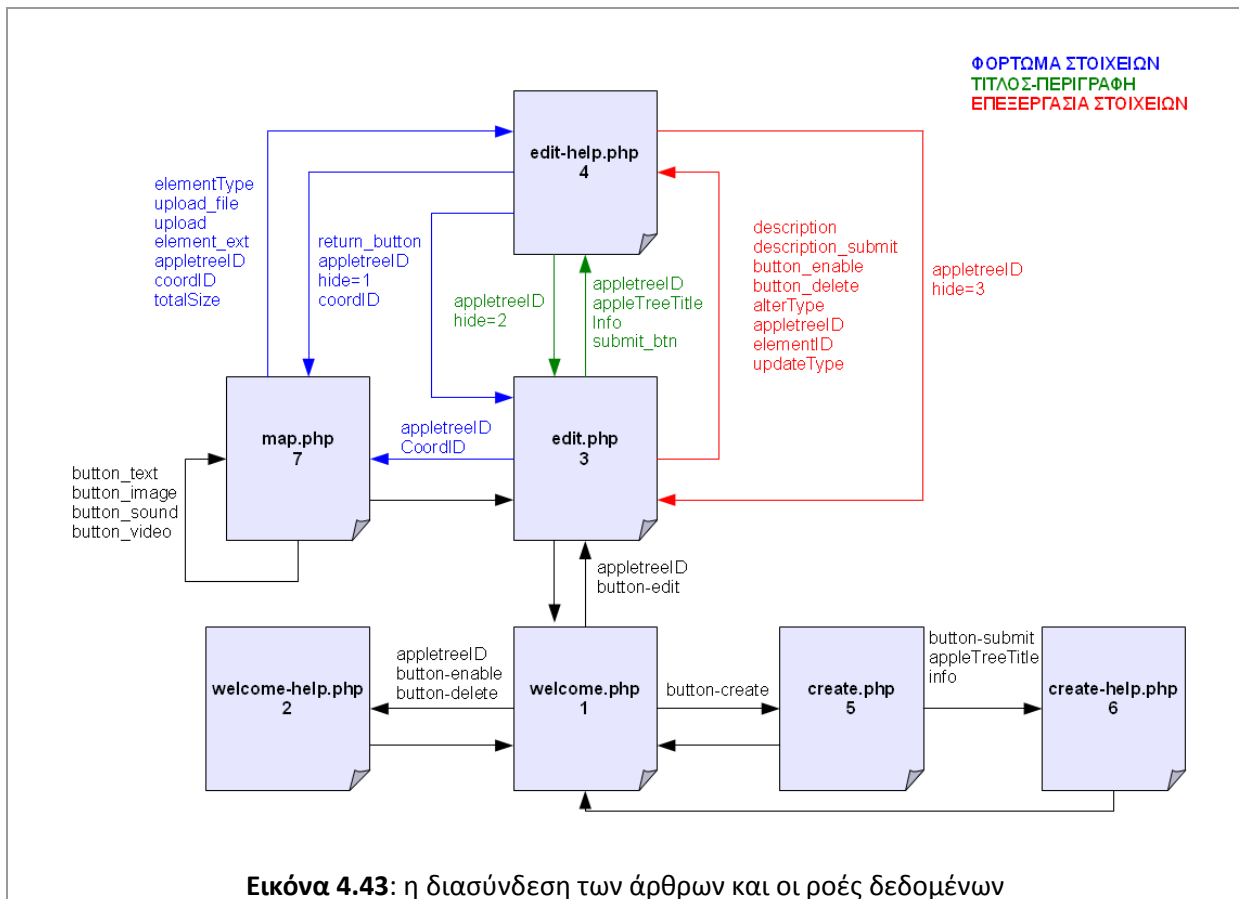 ΦΟΡΤΩΜΑ ΣΤΟΙΧΕΙΩΝ
ΤΙΤΛΟΣ-ΠΕΡΙΓΡΑΦΗ
ΕΠΕΞΕΡΓΑΣΙΑ ΣΤΟΙΧΕΙΩΝ
edit-help.php
4
elementType
upload_file
upload
element_ext
appletreeID
coordID
totalSize
return_button
appletreeID
hide=1
coordID
appletreeID
hide=2
appletreeID
appleTreeTitle
Info
submit_btn
description
description_submit
button_enable
button_delete
alterType
appletreeID
elementID
updateType
appletreeID
hide=3
map.php
7
appletreeID
CoordID
edit.php
3
button_text
button_image
button_sound
button_video
appletreeID
button-edit
welcome-help.php
2
appletreeID
button-enable
button-delete
welcome.php
1
button-create
create.php
5
button-submit
appleTreeTitle
info
create-help.php
6
Εικόνα 4.43: η διασύνδεση των άρθρων και οι ροές δεδομένων